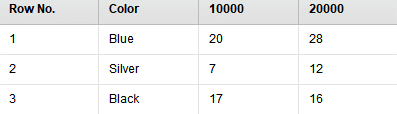 Row No. Color 10000 20000
1 Blue 20 28
2 Silver 7 12
3 Black 17 16